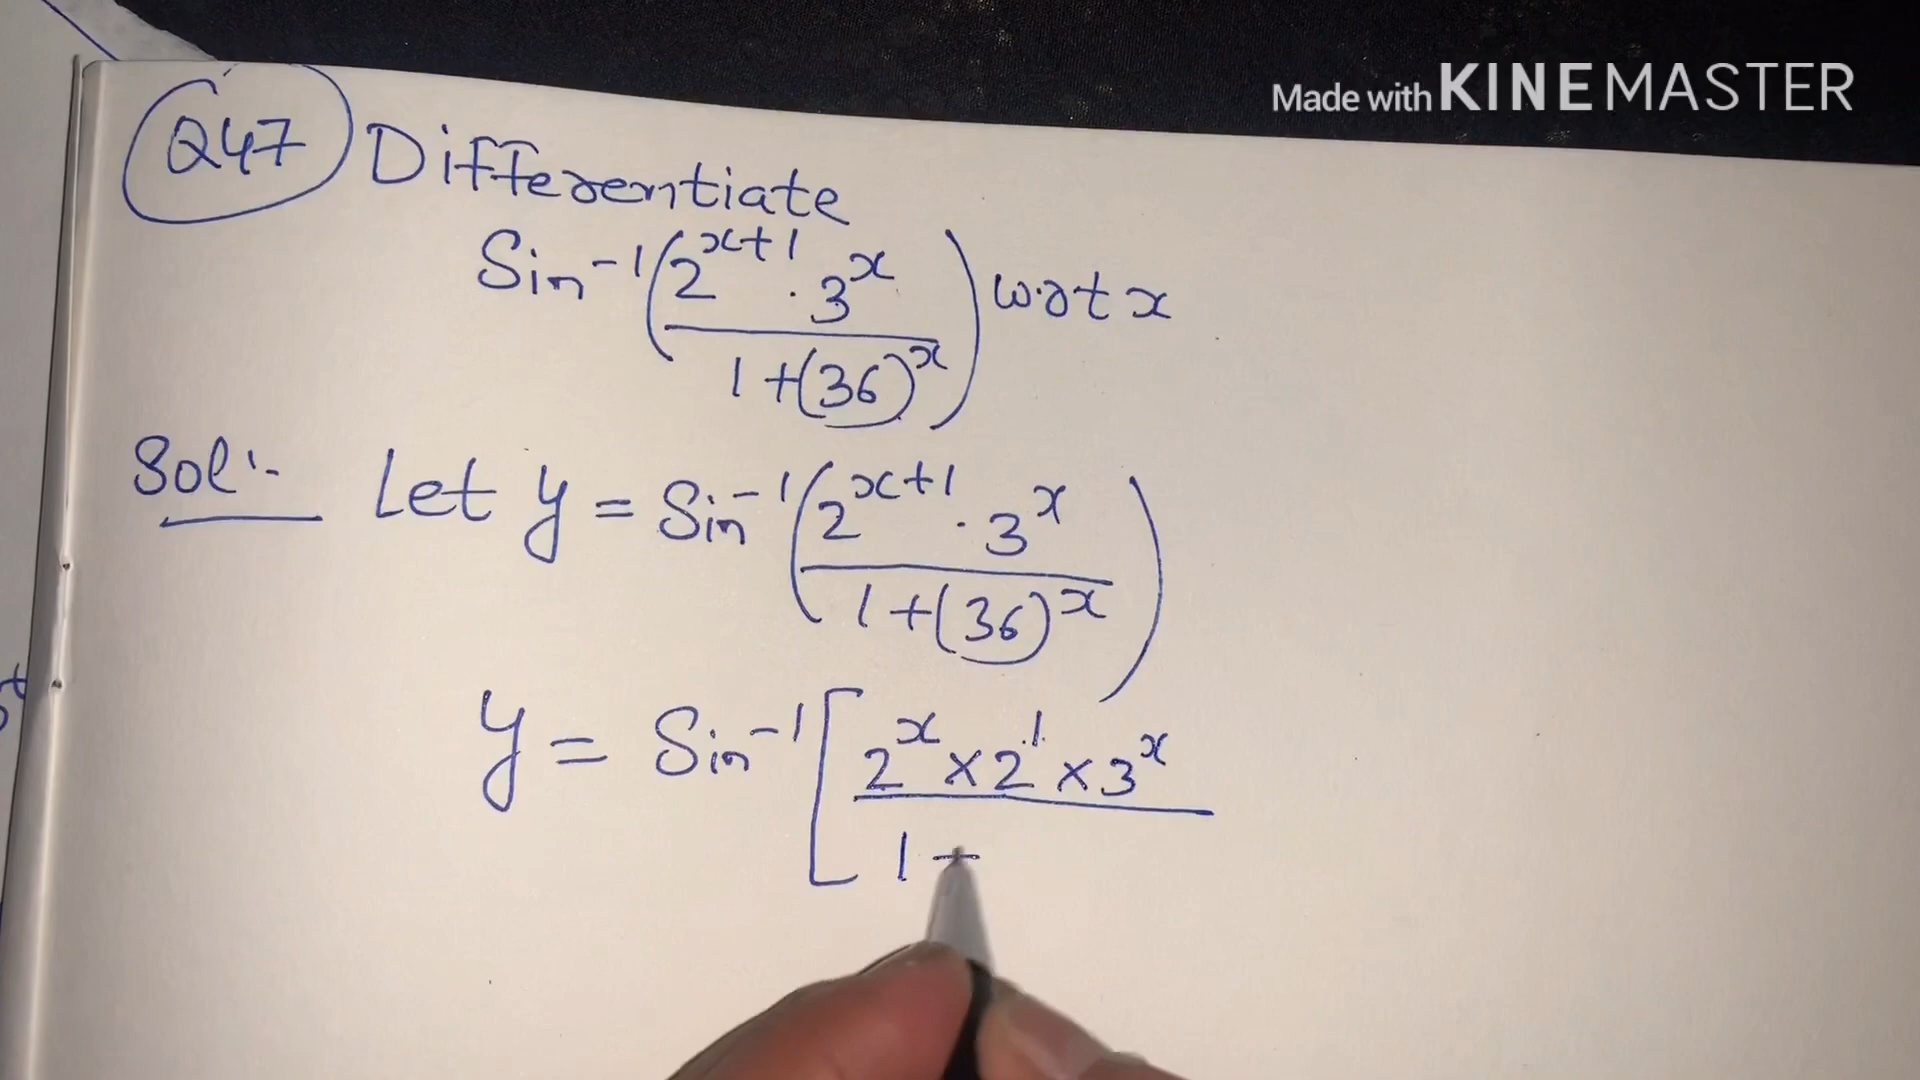 Made with KINEMASTER
Q47 Differentiate
Sin⁻¹(2^(x+1) · 3^x / 1+(36)^x) w.r.t x
Sol:- Let y = Sin⁻¹(2^(x+1) · 3^x / 1+(36)^x)
y = Sin⁻¹[2^x × 2^1 × 3^x / 1 +